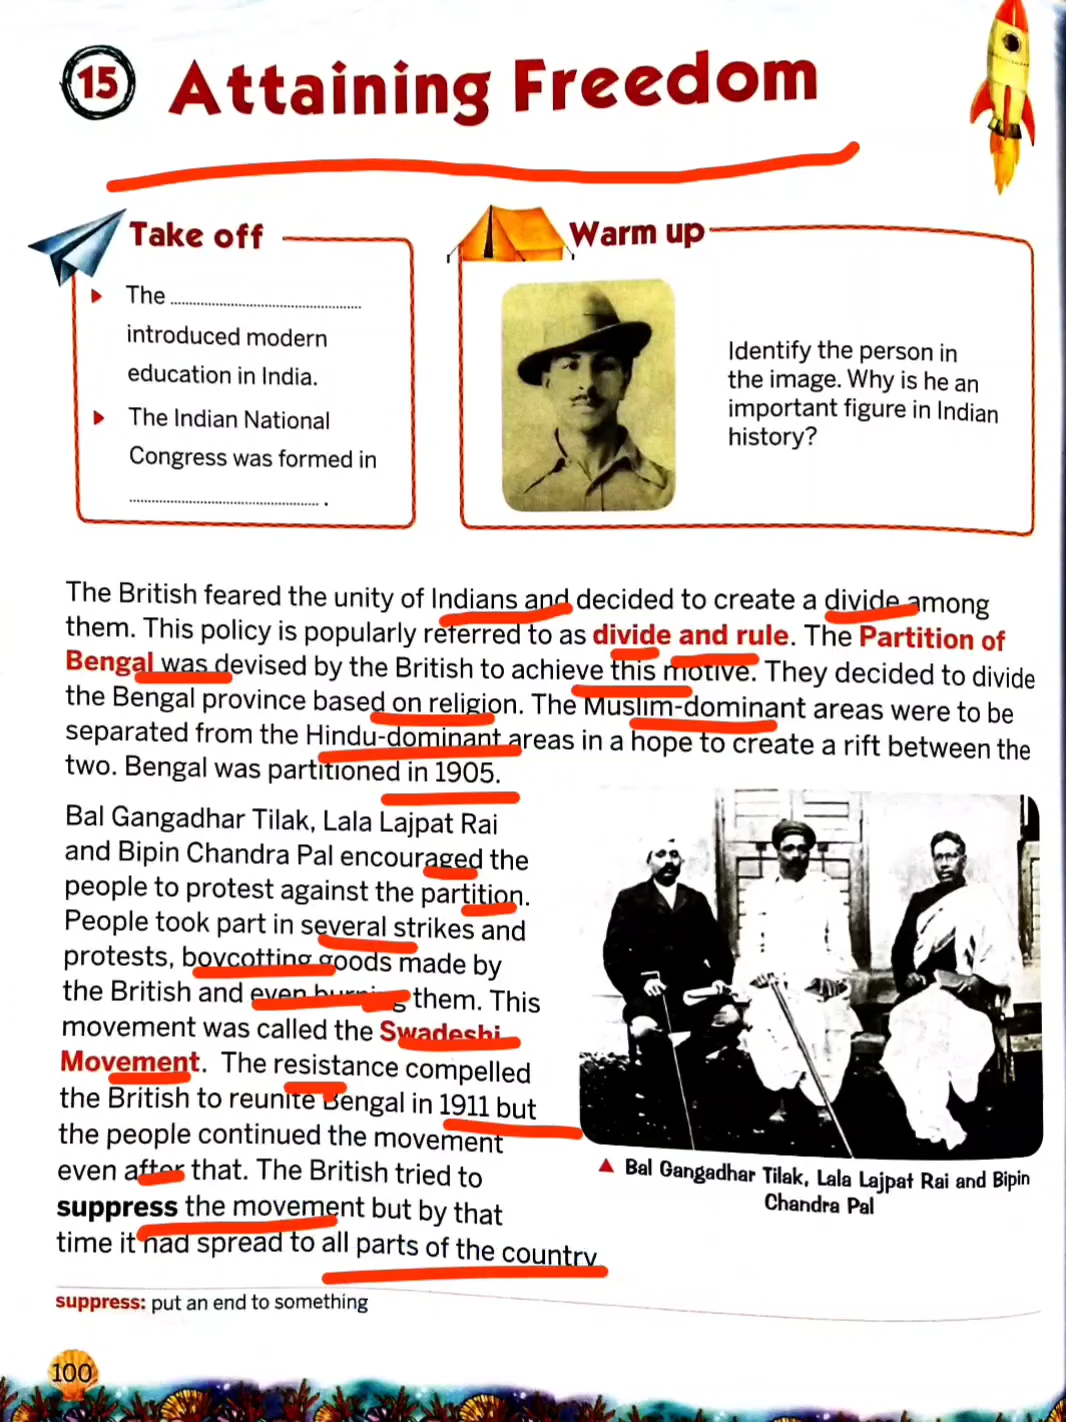 15 Attaining Freedom
Take off
The ..........
introduced modern
education in India.
The Indian National
Congress was formed in
.......... .
Warm up
Identify the person in
the image. Why is he an
important figure in Indian
history?
The British feared the unity of Indians and decided to create a divide among
them. This policy is popularly referred to as divide and rule. The Partition of
Bengal was devised by the British to achieve this motive. They decided to divide
the Bengal province based on religion. The Muslim-dominant areas were to be
separated from the Hindu-dominant areas in a hope to create a rift between the
two. Bengal was partitioned in 1905.
Bal Gangadhar Tilak, Lala Lajpat Rai
and Bipin Chandra Pal encouraged the
people to protest against the partition.
People took part in several strikes and
protests, boycotting goods made by
the British and even burning them. This
movement was called the Swadeshi
Movement. The resistance compelled
the British to reunite Bengal in 1911 but
the people continued the movement
even after that. The British tried to
suppress the movement but by that
time it had spread to all parts of the country
Bal Gangadhar Tilak, Lala Lajpat Rai and Bipin
Chandra Pal
suppress: put an end to something
100